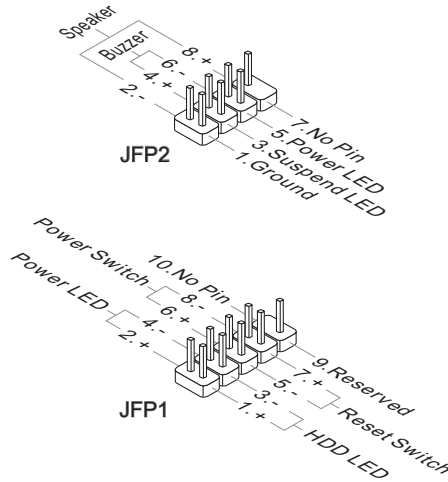 Speaker
Buzzer
8.+
6.-
4.+
2.-
7.No Pin
5.Power LED
3.Suspend LED
1.Ground
JFP2
10.No Pin
Power Switch
8.-
6.+
Power LED
4.-
2.+
9.Reserved
7.+
5.-
Reset Switch
3.-
1.+
HDD LED
JFP1